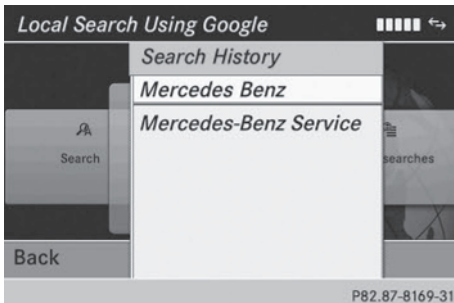 Local Search Using Google
Search History
Mercedes Benz
Mercedes-Benz Service
Search
searches
Back
P82.87-8169-31